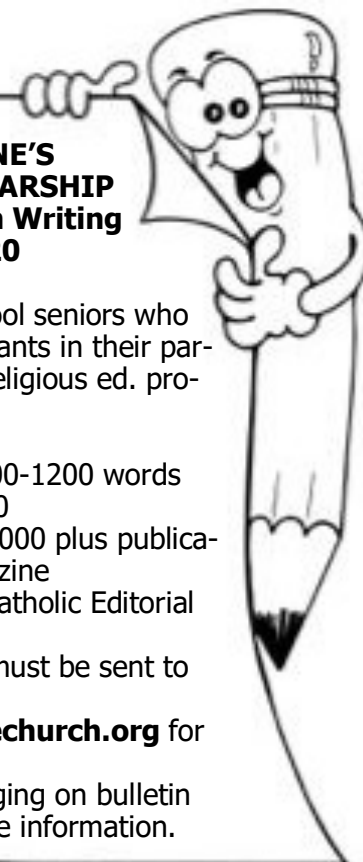 NE'S
ARSHIP
n Writing
20
ool seniors who
ants in their par-
eligious ed. pro-
00-1200 words
0
000 plus publica-
zine
atholic Editorial
must be sent to
echurch.org for
ging on bulletin
e information.